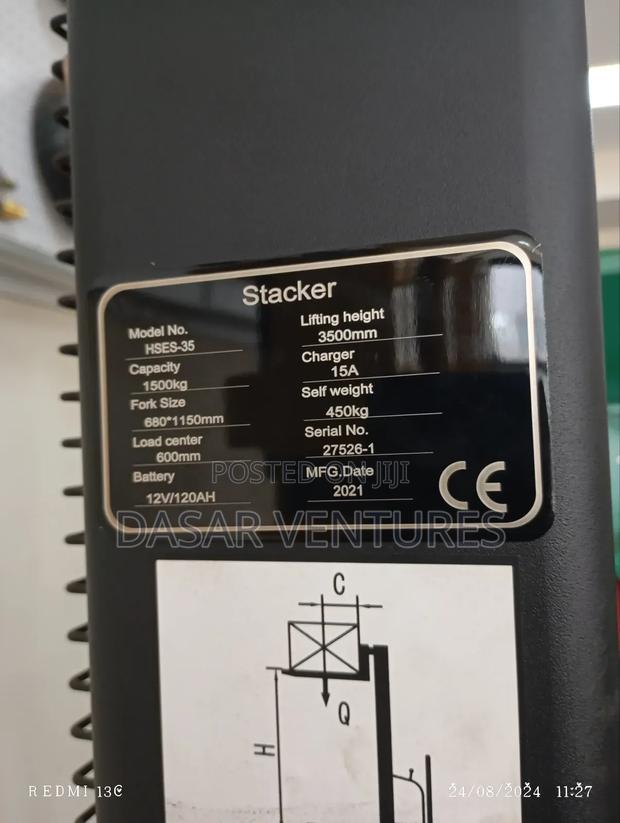 Stacker
Model No.
HSES-35
Capacity
1500kg
Fork Size
680*1150mm
Load center
600mm
Battery
12V/120AH
Lifting height
3500mm
Charger
15A
Self weight
450kg
Serial No.
27526-1
MFG.Date
2021
CE
POSTED ON JIJI
DASAR VENTURES
C
Q
H
REDMI 13C
24/08/2024 11:27